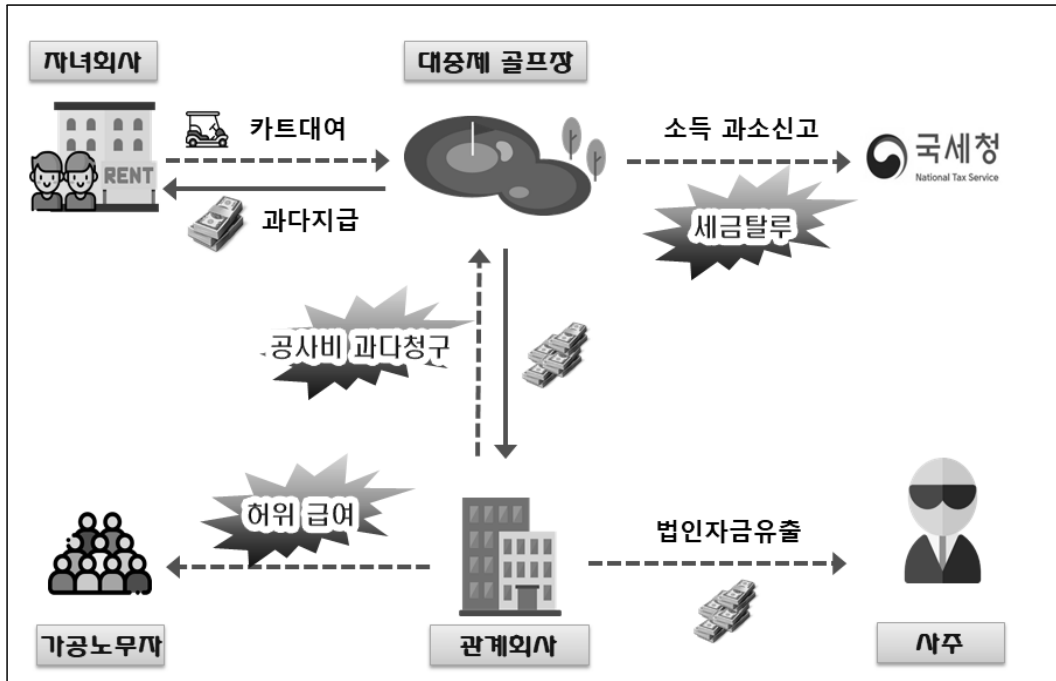 자녀회사
대중제 골프장
카트대여
소득 과소신고
국세청
National Tax Service
RENT
과다지급
세금탈루
공사비 과다청구
허위 급여
법인자금유출
가공노무자
관계회사
사주